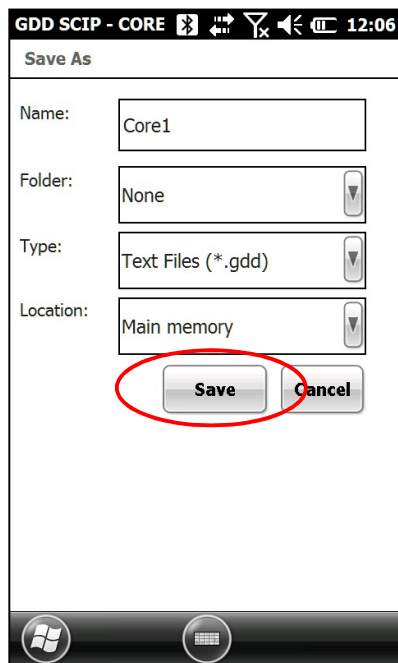 GDD SCIP - CORE 12:06
Save As
Name: Core1
Folder: None
Type: Text Files (*.gdd)
Location: Main memory
Save Cancel